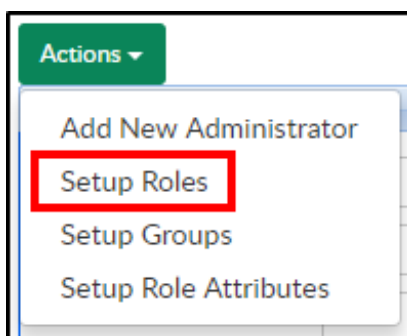 Actions
Add New Administrator
Setup Roles
Setup Groups
Setup Role Attributes